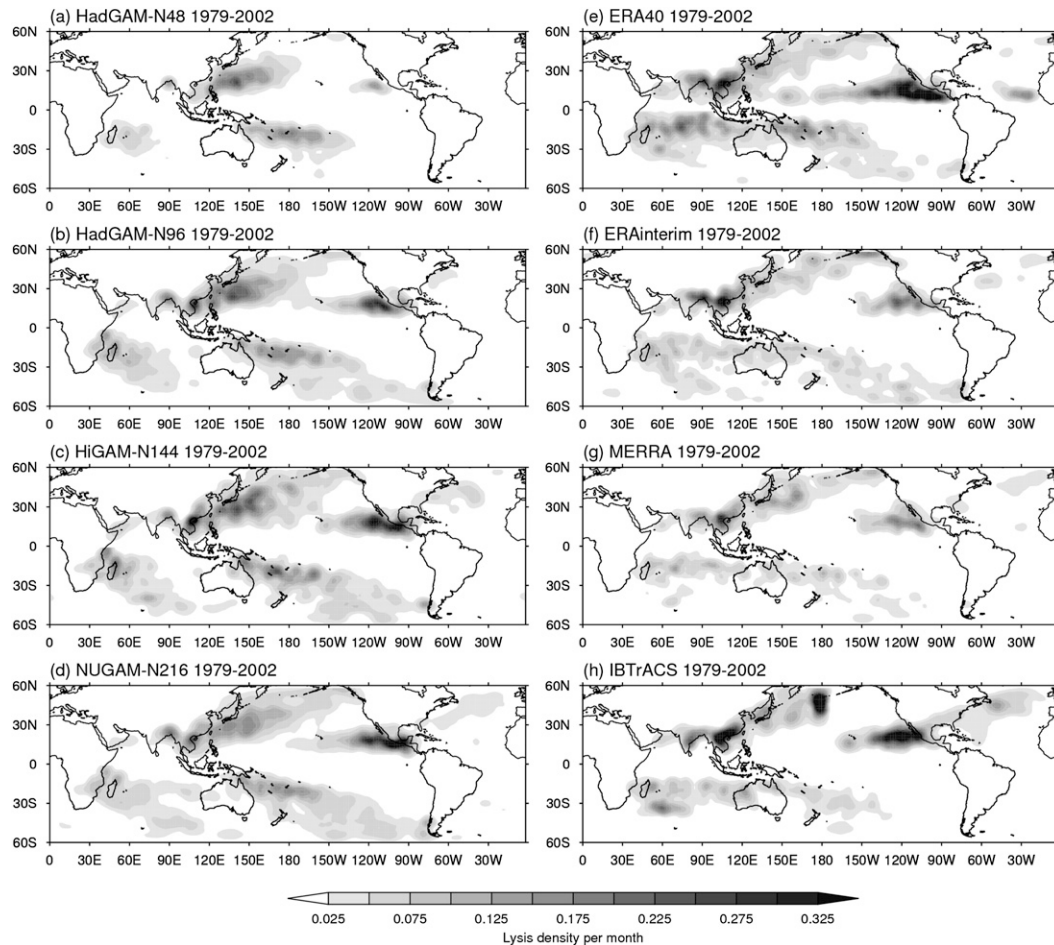 (a) HadGAM-N48 1979-2002
60N
30N
0
30S
60S
0 30E 60E 90E 120E 150E 180 150W 120W 90W 60W 30W
(b) HadGAM-N96 1979-2002
60N
30N
0
30S
60S
0 30E 60E 90E 120E 150E 180 150W 120W 90W 60W 30W
(c) HiGAM-N144 1979-2002
60N
30N
0
30S
60S
0 30E 60E 90E 120E 150E 180 150W 120W 90W 60W 30W
(d) NUGAM-N216 1979-2002
60N
30N
0
30S
60S
0 30E 60E 90E 120E 150E 180 150W 120W 90W 60W 30W
(e) ERA40 1979-2002
60N
30N
0
30S
60S
0 30E 60E 90E 120E 150E 180 150W 120W 90W 60W 30W
(f) ERAinterim 1979-2002
60N
30N
0
30S
60S
0 30E 60E 90E 120E 150E 180 150W 120W 90W 60W 30W
(g) MERRA 1979-2002
60N
30N
0
30S
60S
0 30E 60E 90E 120E 150E 180 150W 120W 90W 60W 30W
(h) IBTrACS 1979-2002
60N
30N
0
30S
60S
0 30E 60E 90E 120E 150E 180 150W 120W 90W 60W 30W
0.025 0.075 0.125 0.175 0.225 0.275 0.325
Lysis density per month